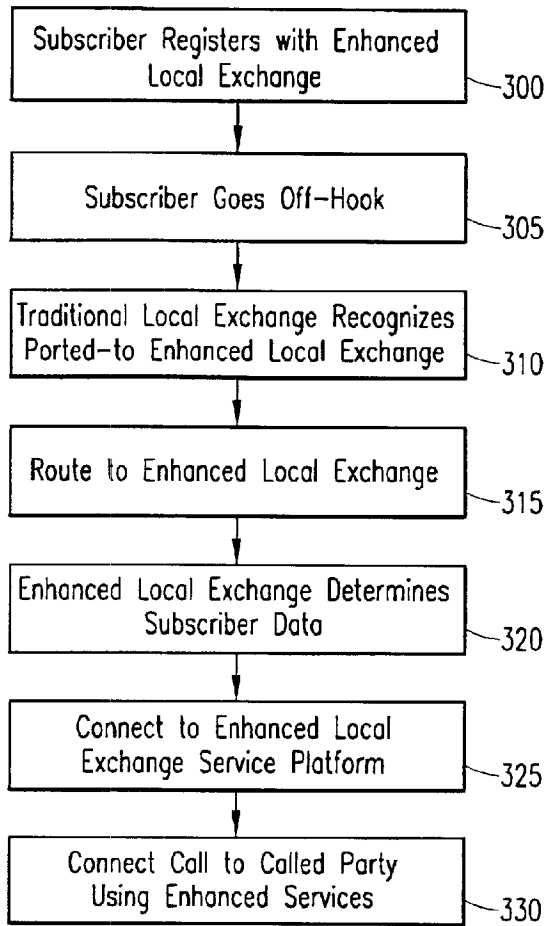 Subscriber Registers with Enhanced
Local Exchange
300
Subscriber Goes Off-Hook
305
Traditional Local Exchange Recognizes
Ported-to Enhanced Local Exchange
310
Route to Enhanced Local Exchange
315
Enhanced Local Exchange Determines
Subscriber Data
320
Connect to Enhanced Local
Exchange Service Platform
325
Connect Call to Called Party
Using Enhanced Services
330